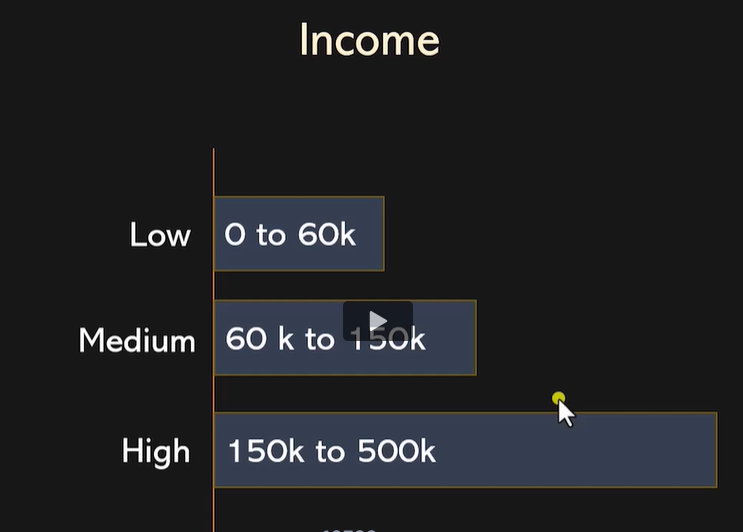 Income
Low
0 to 60k
Medium
60 k to 150k
High
150k to 500k